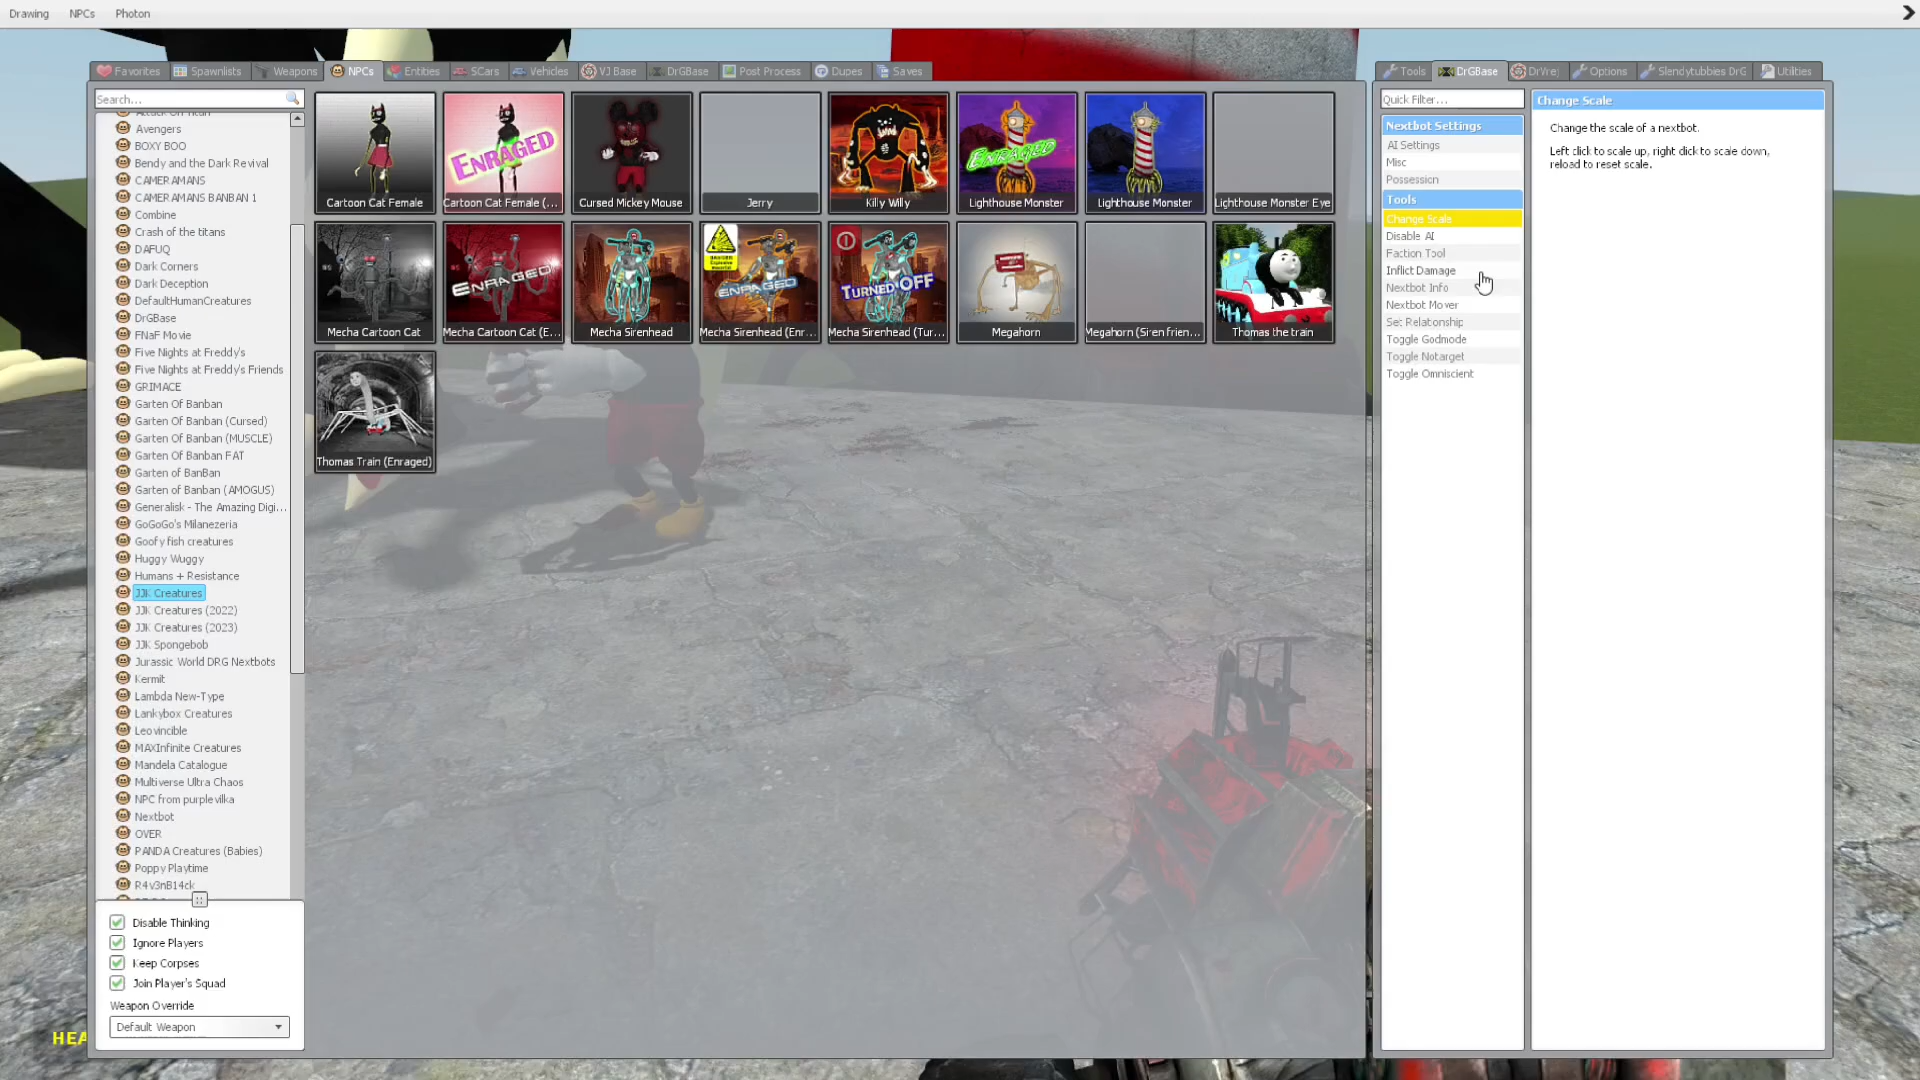 Drawing NPCs Photon
Favorites Spawnlists Weapons NPCs Entities SCars Vehicles VJ Base DrGBase Post Process Dupes Saves
Tools DrGBase DrVrej Options Slendytubbies DrG Utilities
Search...
Attack On Titan
Avengers
BOXY BOO
Bendy and the Dark Revival
CAMERAMANS
CAMERAMANS BANBAN 1
Combine
Crash of the titans
DAFUQ
Dark Corners
Dark Deception
DefaultHumanCreatures
DrGBase
FNaF Movie
Five Nights at Freddy's
Five Nights at Freddy's Friends
GRIMACE
Garten Of Banban
Garten Of Banban (Cursed)
Garten Of Banban (MUSCLE)
Garten Of Banban FAT
Garten of BanBan
Garten of Banban (AMOGUS)
Generalisk - The Amazing Digi...
GoGoGo's Milanezeria
Goofy fish creatures
Huggy Wuggy
Humans + Resistance
JJK Creatures
JJK Creatures (2022)
JJK Creatures (2023)
JJK Spongebob
Jurassic World DRG Nextbots
Kermit
Lambda New-Type
Lankybox Creatures
Leovincible
MAXInfinite Creatures
Mandela Catalogue
Multiverse Ultra Chaos
NPC from purplevilka
Nextbot
OVER
PANDA Creatures (Babies)
Poppy Playtime
R4v3nB14ck
Disable Thinking
Ignore Players
Keep Corpses
Join Player's Squad
Weapon Override
Default Weapon
HEA
Cartoon Cat Female
ENRAGED
Cartoon Cat Female (...
Cursed Mickey Mouse
Jerry
Killy Willy
ENRAGED
Lighthouse Monster
Lighthouse Monster
Lighthouse Monster Eye
Mecha Cartoon Cat
ENRAGED
Mecha Cartoon Cat (E...
Mecha Sirenhead
ENRAGED
Mecha Sirenhead (Enr...
TURNED OFF
Mecha Sirenhead (Tur...
Megahorn
Megahorn (Siren frien...
Thomas the train
Thomas Train (Enraged)
Quick Filter...
Nextbot Settings
AI Settings
Misc
Possession
Tools
Change Scale
Disable AI
Faction Tool
Inflict Damage
Nextbot Info
Nextbot Mover
Set Relationship
Toggle Godmode
Toggle Notarget
Toggle Omniscient
Change Scale
Change the scale of a nextbot.
Left click to scale up, right click to scale down,
reload to reset scale.